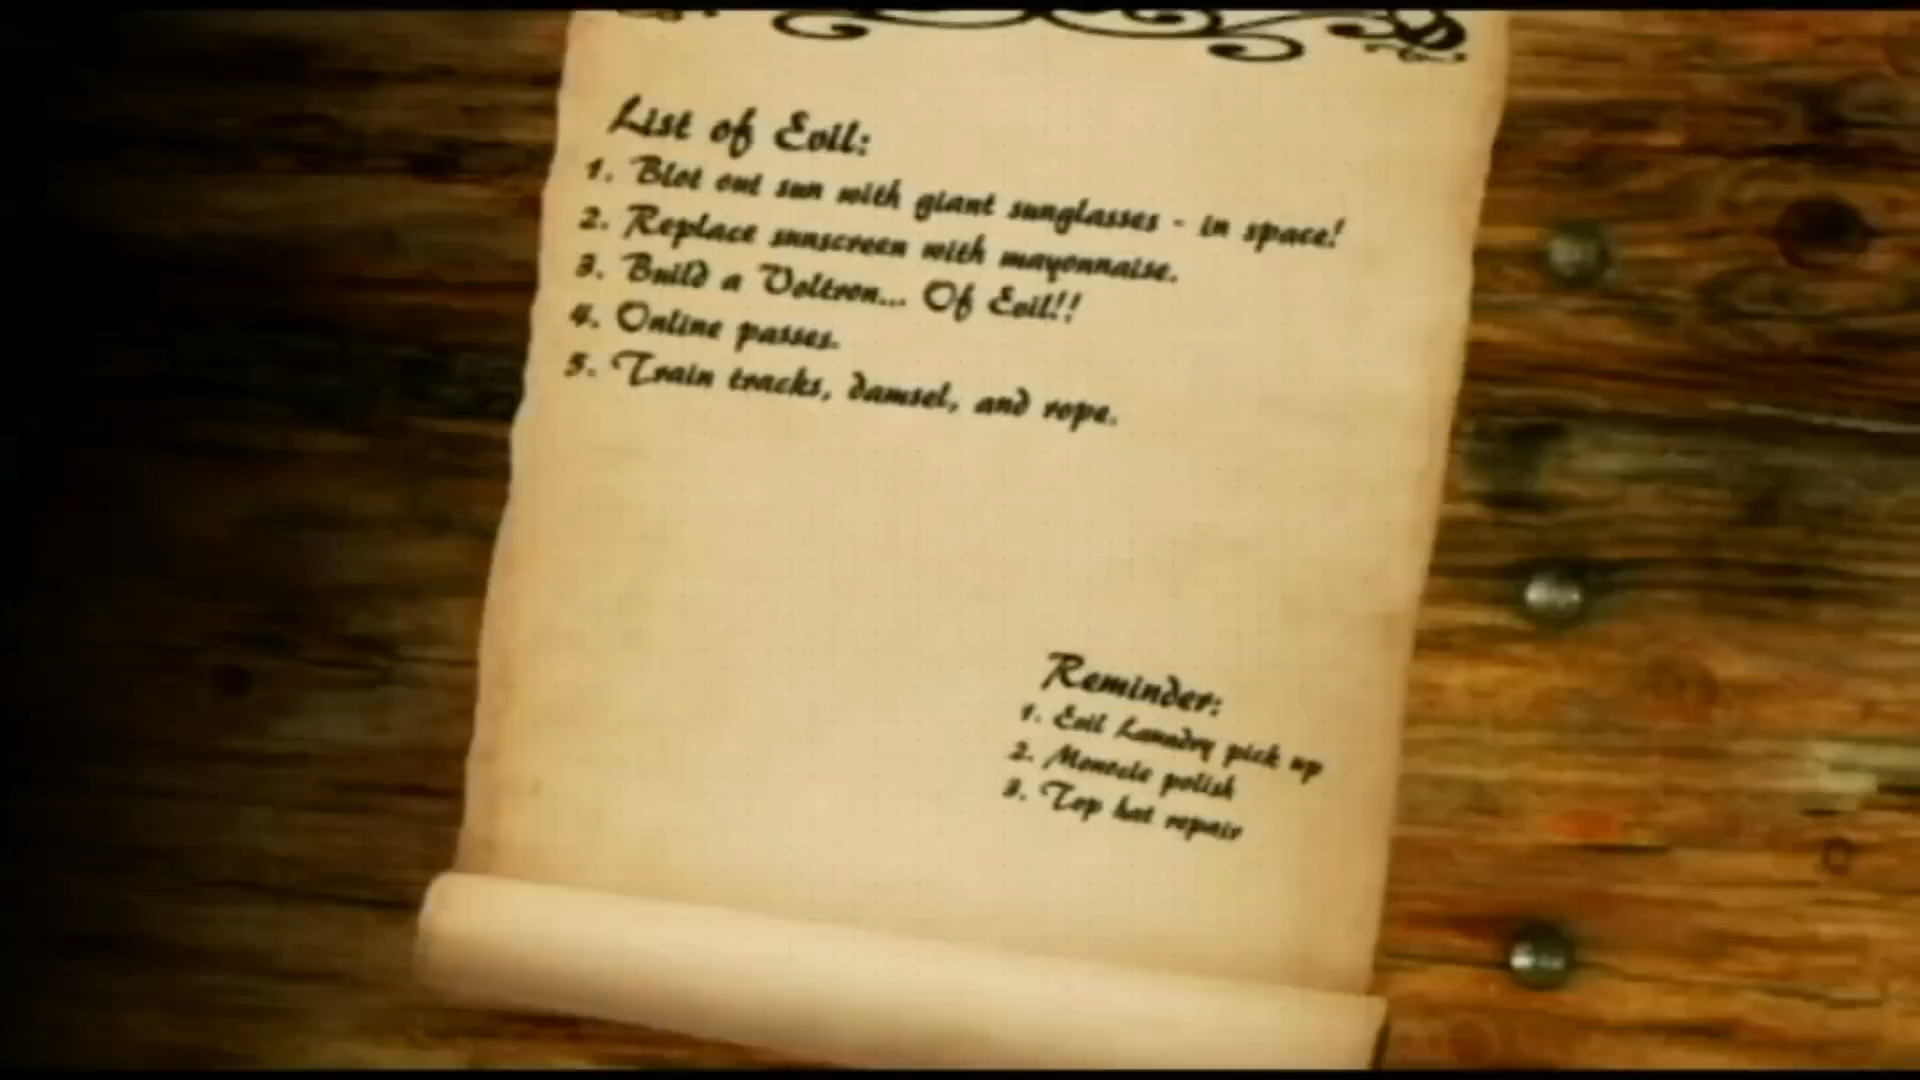 List of Evil:
1. Blot out sun with giant sunglasses - in space!
2. Replace sunscreen with mayonnaise.
3. Build a Voltron... Of Evil!!
4. Online passes.
5. Train tracks, damsel, and rope.
Reminder:
1. Evil Laundry pick up
2. Monocle polish
3. Top hat repair